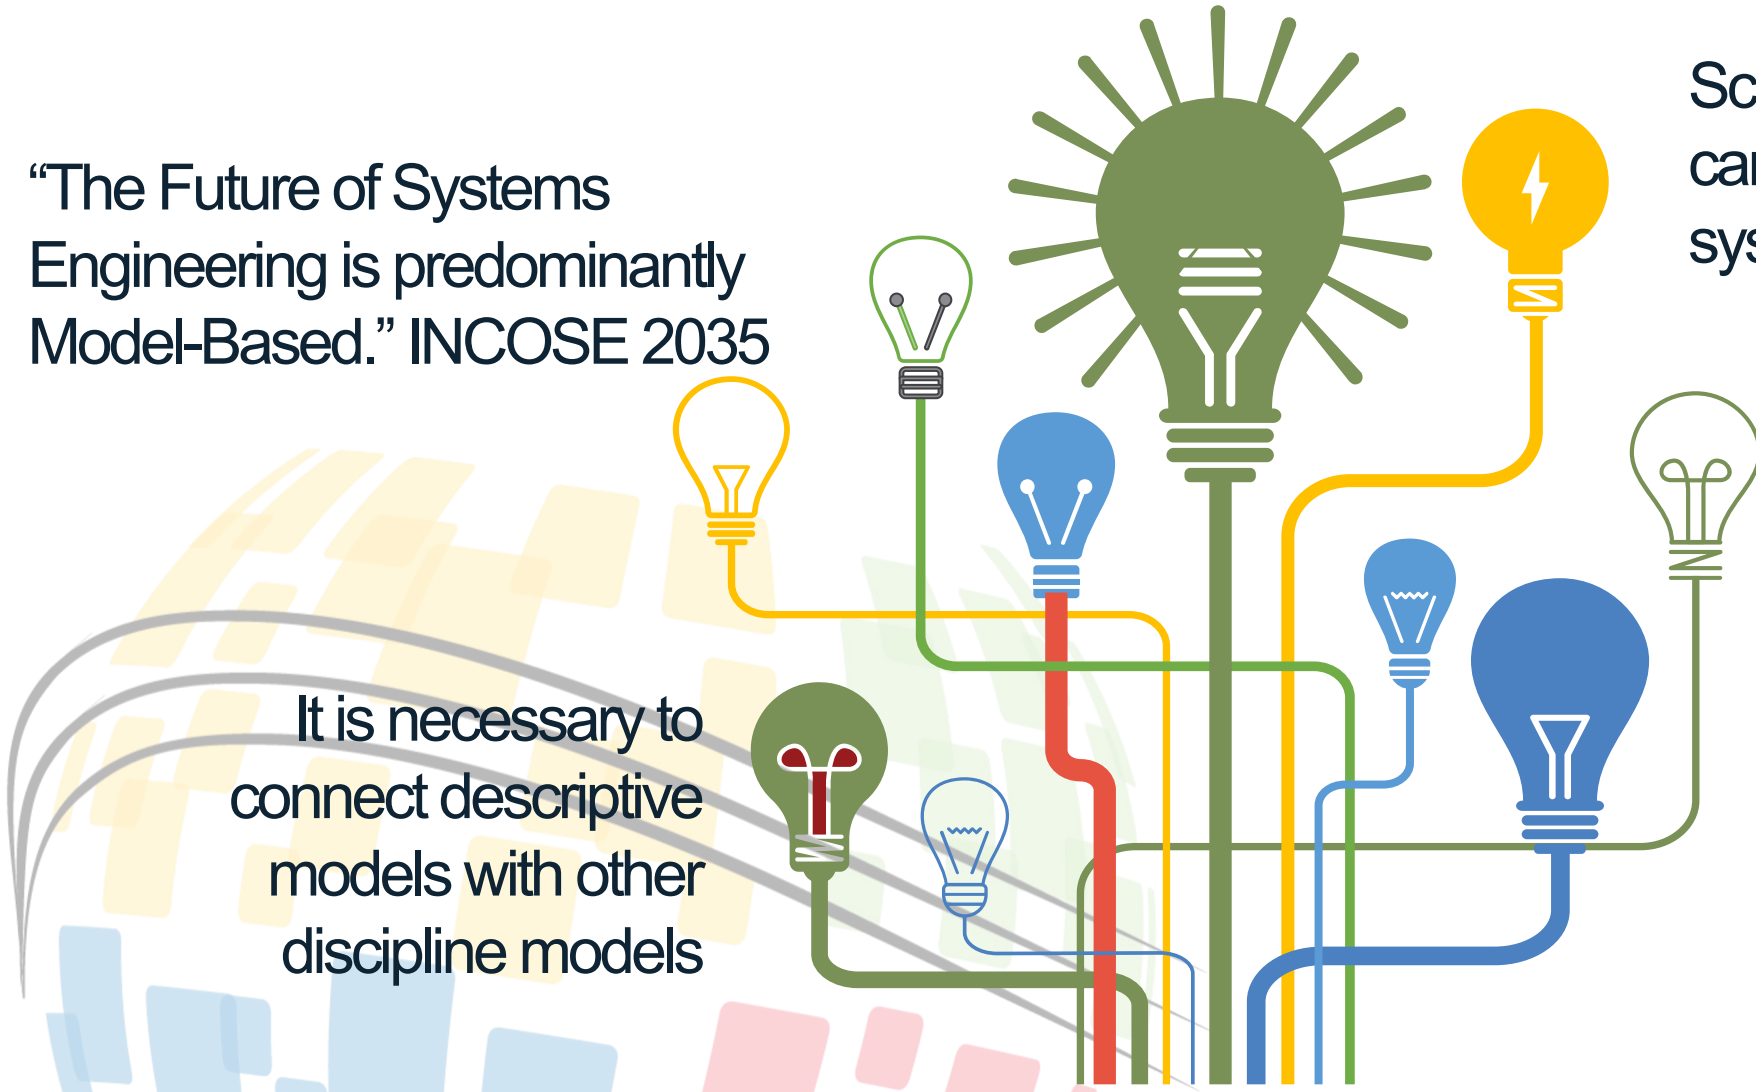 “The Future of Systems
Engineering is predominantly
Model-Based.” INCOSE 2035
It is necessary to
connect descriptive
models with other
discipline models